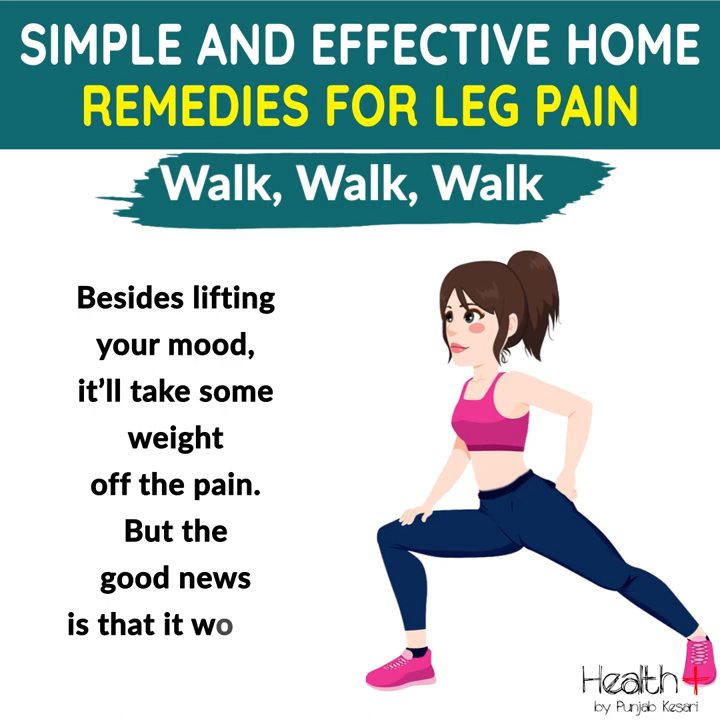 SIMPLE AND EFFECTIVE HOME
REMEDIES FOR LEG PAIN
Walk, Walk, Walk
Besides lifting
your mood,
it’ll take some
weight
off the pain.
But the
good news
is that it wo
Health+
by Punjab Kesari